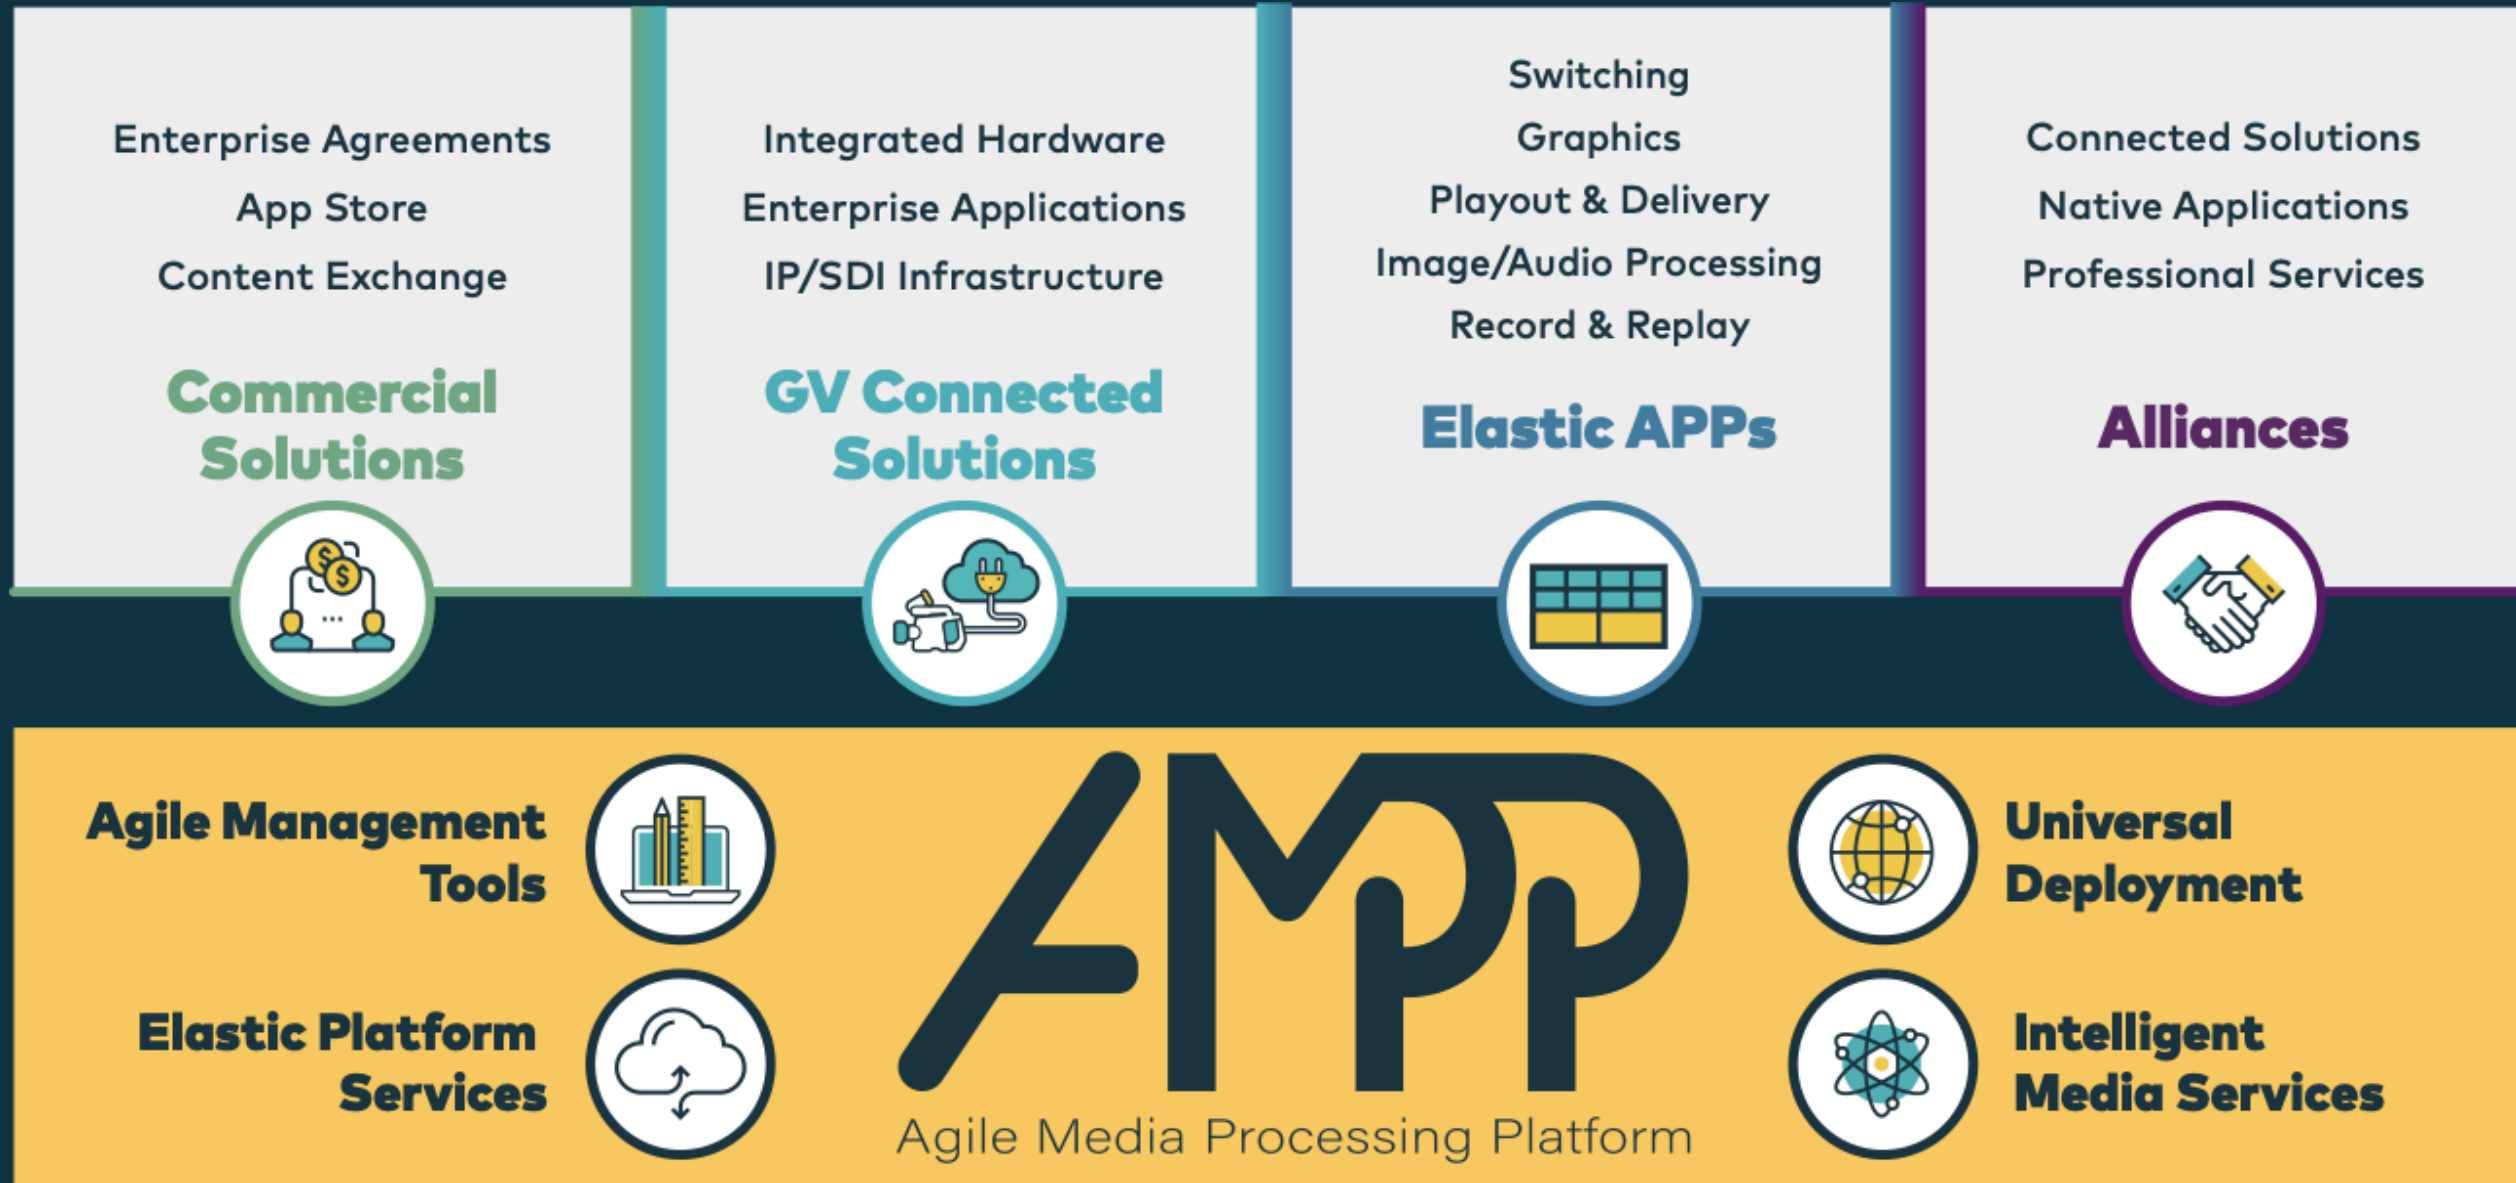 Enterprise Agreements
App Store
Content Exchange
Commercial
Solutions
Integrated Hardware
Enterprise Applications
IP/SDI Infrastructure
GV Connected
Solutions
Switching
Graphics
Playout & Delivery
Image/Audio Processing
Record & Replay
Elastic APPs
Connected Solutions
Native Applications
Professional Services
Alliances
Agile Management
Tools
Elastic Platform
Services
AMPP
Agile Media Processing Platform
Universal
Deployment
Intelligent
Media Services